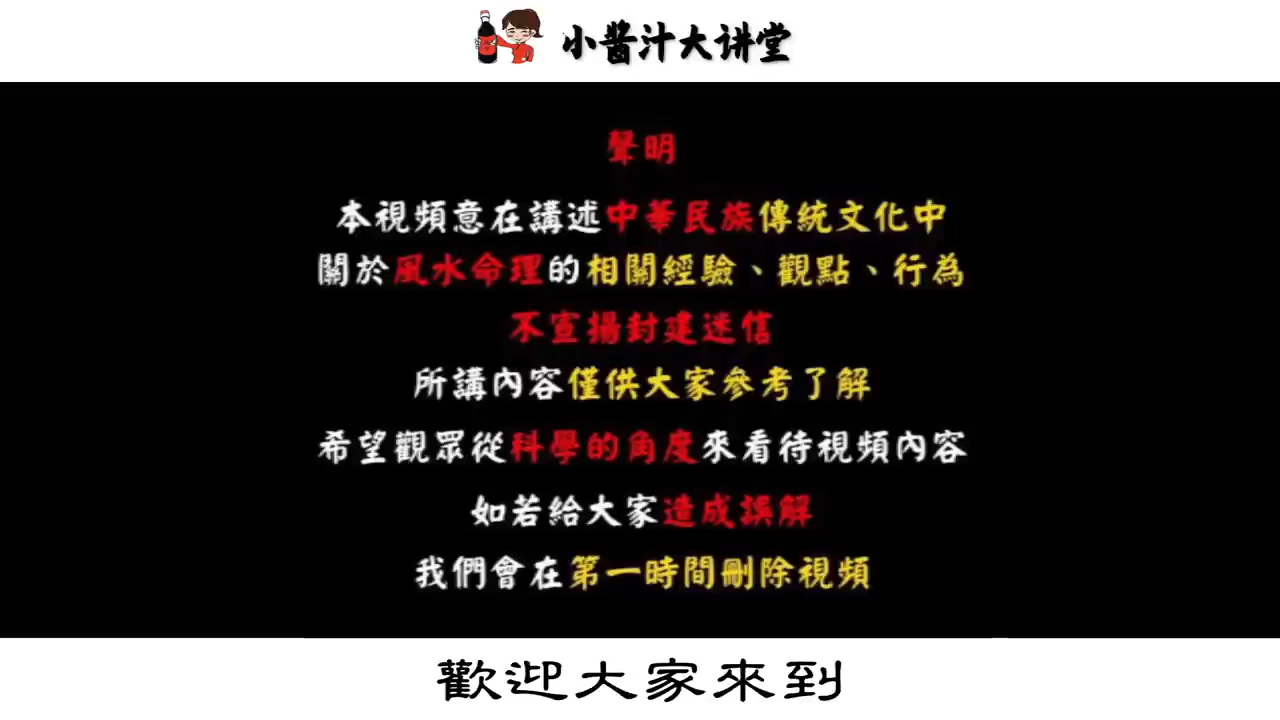 小酱汁大讲堂
聲明
本視頻意在講述中華民族傳統文化中
關於風水命理的相關經驗、觀點、行為
不宣揚封建迷信
所講內容僅供大家參考了解
希望觀眾從科學的角度來看待視頻內容
如若給大家造成誤解
我們會在第一時間刪除視頻
歡迎大家來到